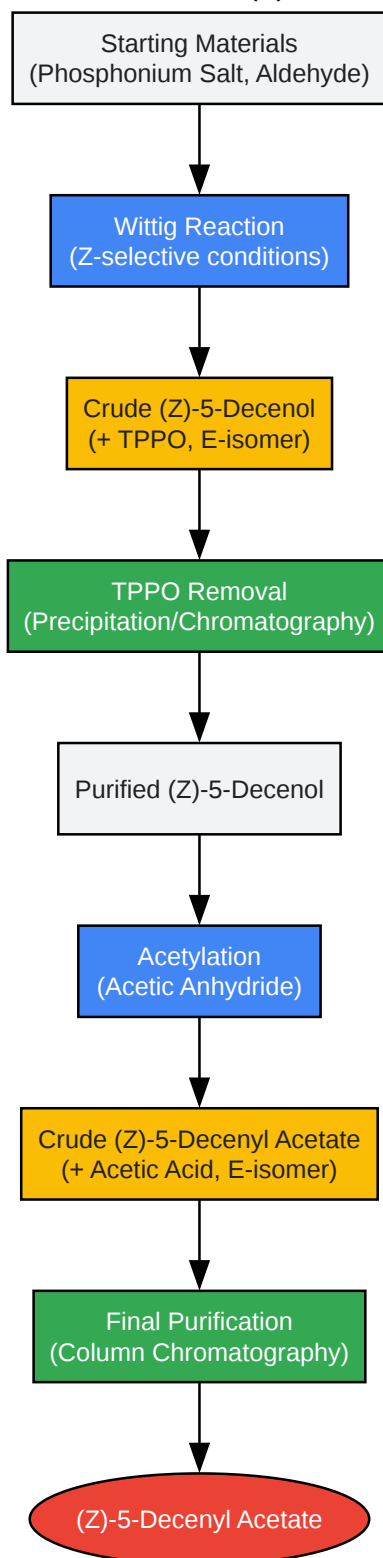 Starting Materials
(Phosphonium Salt, Aldehyde)
Wittig Reaction
(Z-selective conditions)
Crude (Z)-5-Decenol
(+ TPPO, E-isomer)
TPPO Removal
(Precipitation/Chromatography)
Purified (Z)-5-Decenol
Acetylation
(Acetic Anhydride)
Crude (Z)-5-Decenyl Acetate
(+ Acetic Acid, E-isomer)
Final Purification
(Column Chromatography)
(Z)-5-Decenyl Acetate